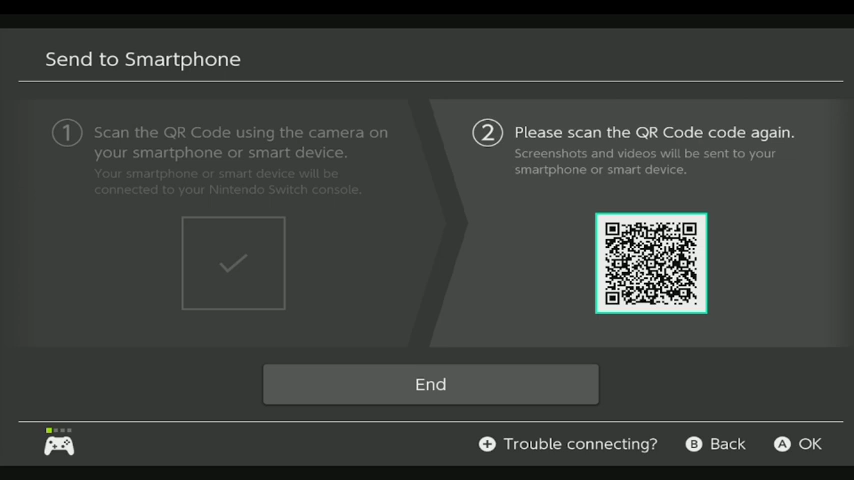 Send to Smartphone
1
Scan the QR Code using the camera on
your smartphone or smart device.
Your smartphone or smart device will be
connected to your Nintendo Switch console.
2
Please scan the QR Code code again.
Screenshots and videos will be sent to your
smartphone or smart device.
End
+ Trouble connecting?
B Back
A OK